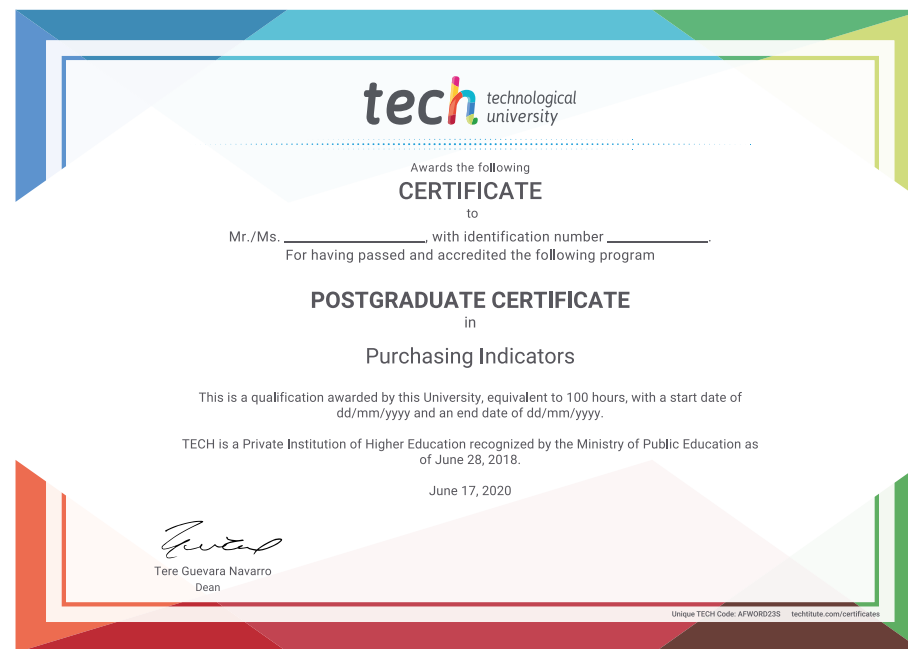 tech technological
university
Awards the following
CERTIFICATE
to
Mr./Ms. ____________________, with identification number __________________.
For having passed and accredited the following program
POSTGRADUATE CERTIFICATE
in
Purchasing Indicators
This is a qualification awarded by this University, equivalent to 100 hours, with a start date of
dd/mm/yyyy and an end date of dd/mm/yyyy.
TECH is a Private Institution of Higher Education recognized by the Ministry of Public Education as
of June 28, 2018.
June 17, 2020
Tere Guevara Navarro
Dean
Unique TECH Code: AFWORD23S techtitute.com/certificates